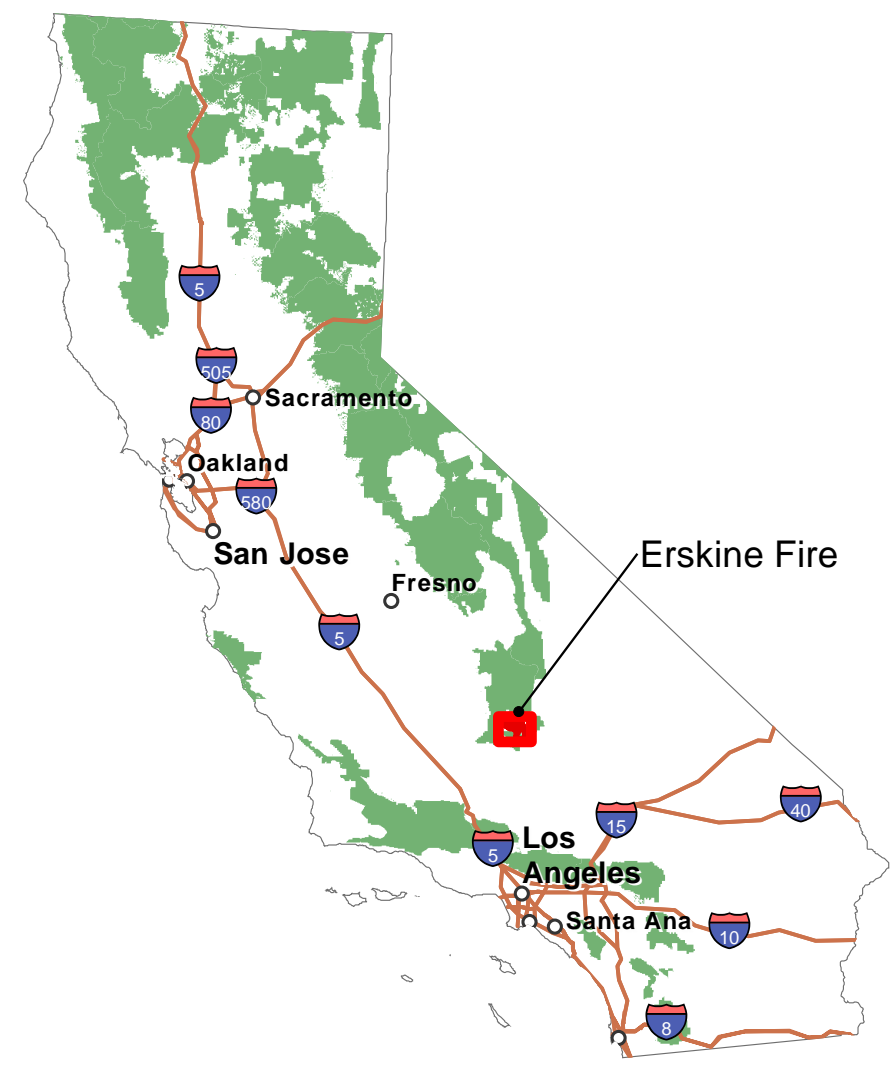 5
505
Sacramento
80
Oakland
580
San Jose
Erskine Fire
Fresno
5
40
15
Los
Angeles
5
Santa Ana
10
8